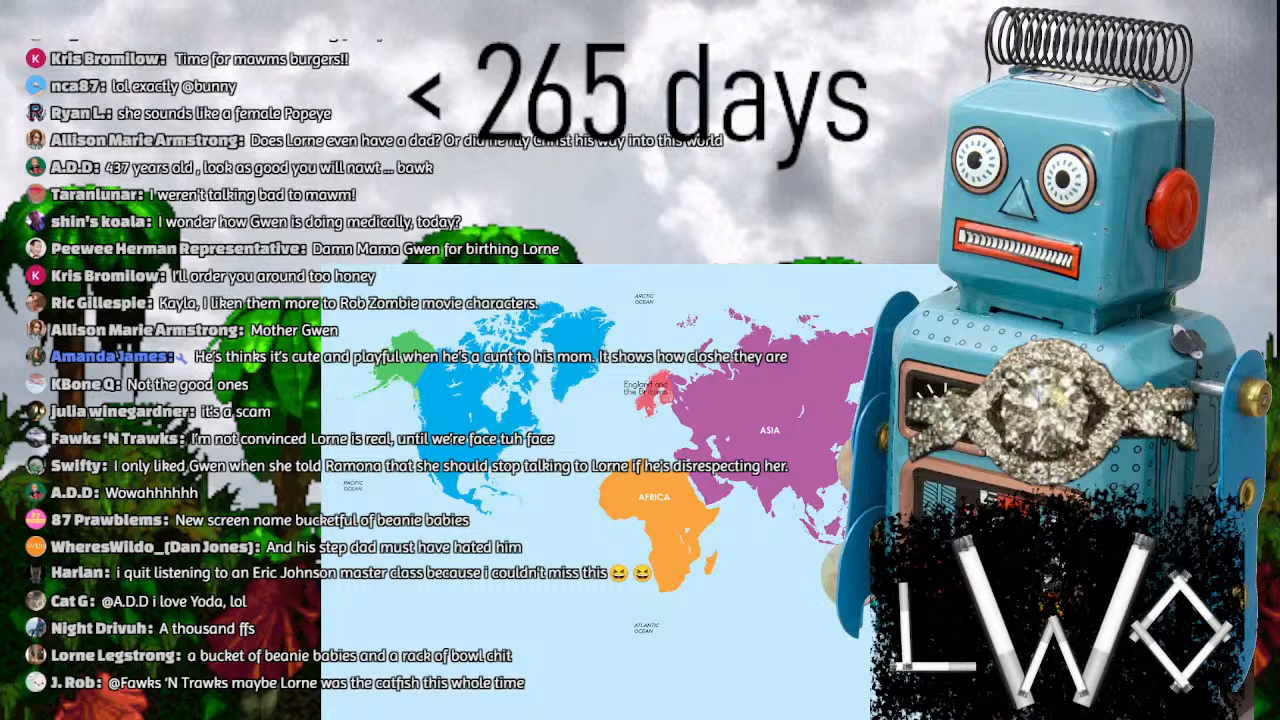 < 265 days
Kris Bromilow: Time for mawms burgers!!
nca87: lol exactly @bunny
Ryan L.: she sounds like a female Popeye
Allison Marie Armstrong: Does Lorne even have a dad? Or did he Christ his way into this world
A.D.D: 437 years old , look as good you will nawt ... bawk
Taranlunar: I weren't talking bad to mawm!
shin's koala: I wonder how Gwen is doing medically, today?
Peewee Herman Representative: Damn Mama Gwen for birthing Lorne
Kris Bromilow: I'll order you around too honey
Ric Gillespie: Kayla, I liken them more to Rob Zombie movie characters.
Allison Marie Armstrong: Mother Gwen
Amanda James: He's thinks it's cute and playful when he's a cunt to his mom. It shows how closhe they are
KBone Q: Not the good ones
julia winegardner: it's a scam
Fawks 'N Trawks: I'm not convinced Lorne is real, until we're face tuh face
Swifty: I only liked Gwen when she told Ramona that she should stop talking to Lorne if he's disrespecting her.
A.D.D: Wowahhhhhh
87 Prawblems: New screen name bucketful of beanie babies
WheresWildo_(Dan Jones): And his step dad must have hated him
Harlan: i quit listening to an Eric Johnson master class because i couldn't miss this😆 😆
Cat G: @A.D.D i love Yoda, lol
Night Drivuh: A thousand ffs
Lorne Legstrong: a bucket of beanie babies and a rack of bowl chit
J. Rob: @Fawks 'N Trawks maybe Lorne was the catfish this whole time
ARCTIC
OCEAN
England and
the
ASIA
PACIFIC
OCEAN
AFRICA
ATLANTIC
OCEAN
LWO